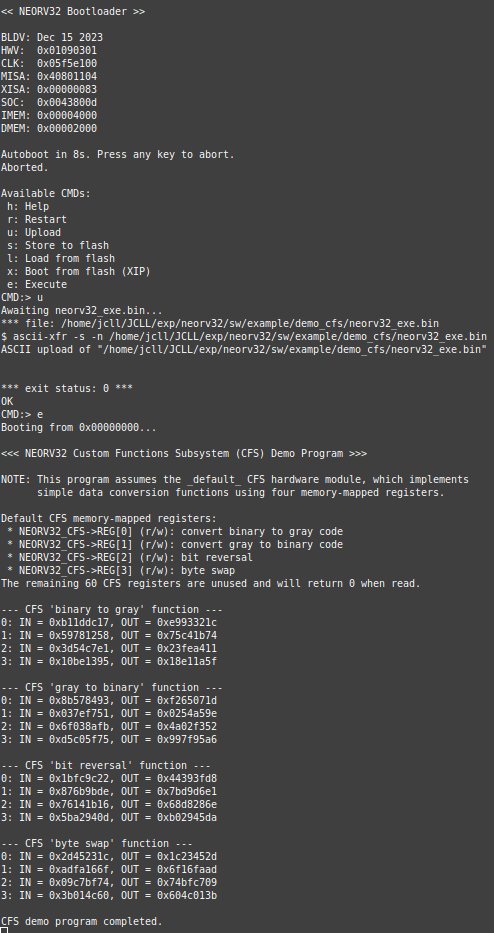 << NEORV32 Bootloader >>
BLDV: Dec 15 2023
HWV:  0x01090301
CLK:  0x05f5e100
MISA: 0x40801104
XISA: 0x00000083
SOC:  0x0043800d
IMEM: 0x00004000
DMEM: 0x00002000
Autoboot in 8s. Press any key to abort.
Aborted.
Available CMDs:
h: Help
r: Restart
u: Upload
s: Store to flash
l: Load from flash
x: Boot from flash (XIP)
e: Execute
CMD:> u
Awaiting neorv32_exe.bin...
*** file: /home/jcll/JCLL/exp/neorv32/sw/example/demo_cfs/neorv32_exe.bin
$ ascii-xfr -s -n /home/jcll/JCLL/exp/neorv32/sw/example/demo_cfs/neorv32_exe.bin
ASCII upload of "/home/jcll/JCLL/exp/neorv32/sw/example/demo_cfs/neorv32_exe.bin"
*** exit status: 0 ***
OK
CMD:> e
Booting from 0x00000000...
<<< NEORV32 Custom Functions Subsystem (CFS) Demo Program >>>
NOTE: This program assumes the _default_ CFS hardware module, which implements
simple data conversion functions using four memory-mapped registers.
Default CFS memory-mapped registers:
* NEORV32_CFS->REG[0] (r/w): convert binary to gray code
* NEORV32_CFS->REG[1] (r/w): convert gray to binary code
* NEORV32_CFS->REG[2] (r/w): bit reversal
* NEORV32_CFS->REG[3] (r/w): byte swap
The remaining 60 CFS registers are unused and will return 0 when read.
--- CFS 'binary to gray' function ---
0: IN = 0xb11ddc17, OUT = 0xe993321c
1: IN = 0x59781258, OUT = 0x75c41b74
2: IN = 0x3d54c7e1, OUT = 0x23fea411
3: IN = 0x10be1395, OUT = 0x18e11a5f
--- CFS 'gray to binary' function ---
0: IN = 0x8b578493, OUT = 0xf265071d
1: IN = 0x037ef751, OUT = 0x0254a59e
2: IN = 0x6f038afb, OUT = 0x4a02f352
3: IN = 0xd5c05f75, OUT = 0x997f95a6
--- CFS 'bit reversal' function ---
0: IN = 0x1bfc9c22, OUT = 0x44393fd8
1: IN = 0x876b9bde, OUT = 0x7bd9d6e1
2: IN = 0x76141b16, OUT = 0x68d8286e
3: IN = 0x5ba2940d, OUT = 0xb02945da
--- CFS 'byte swap' function ---
0: IN = 0x2d45231c, OUT = 0x1c23452d
1: IN = 0xadfa166f, OUT = 0x6f16faad
2: IN = 0x09c7bf74, OUT = 0x74bfc709
3: IN = 0x3b014c60, OUT = 0x604c013b
CFS demo program completed.